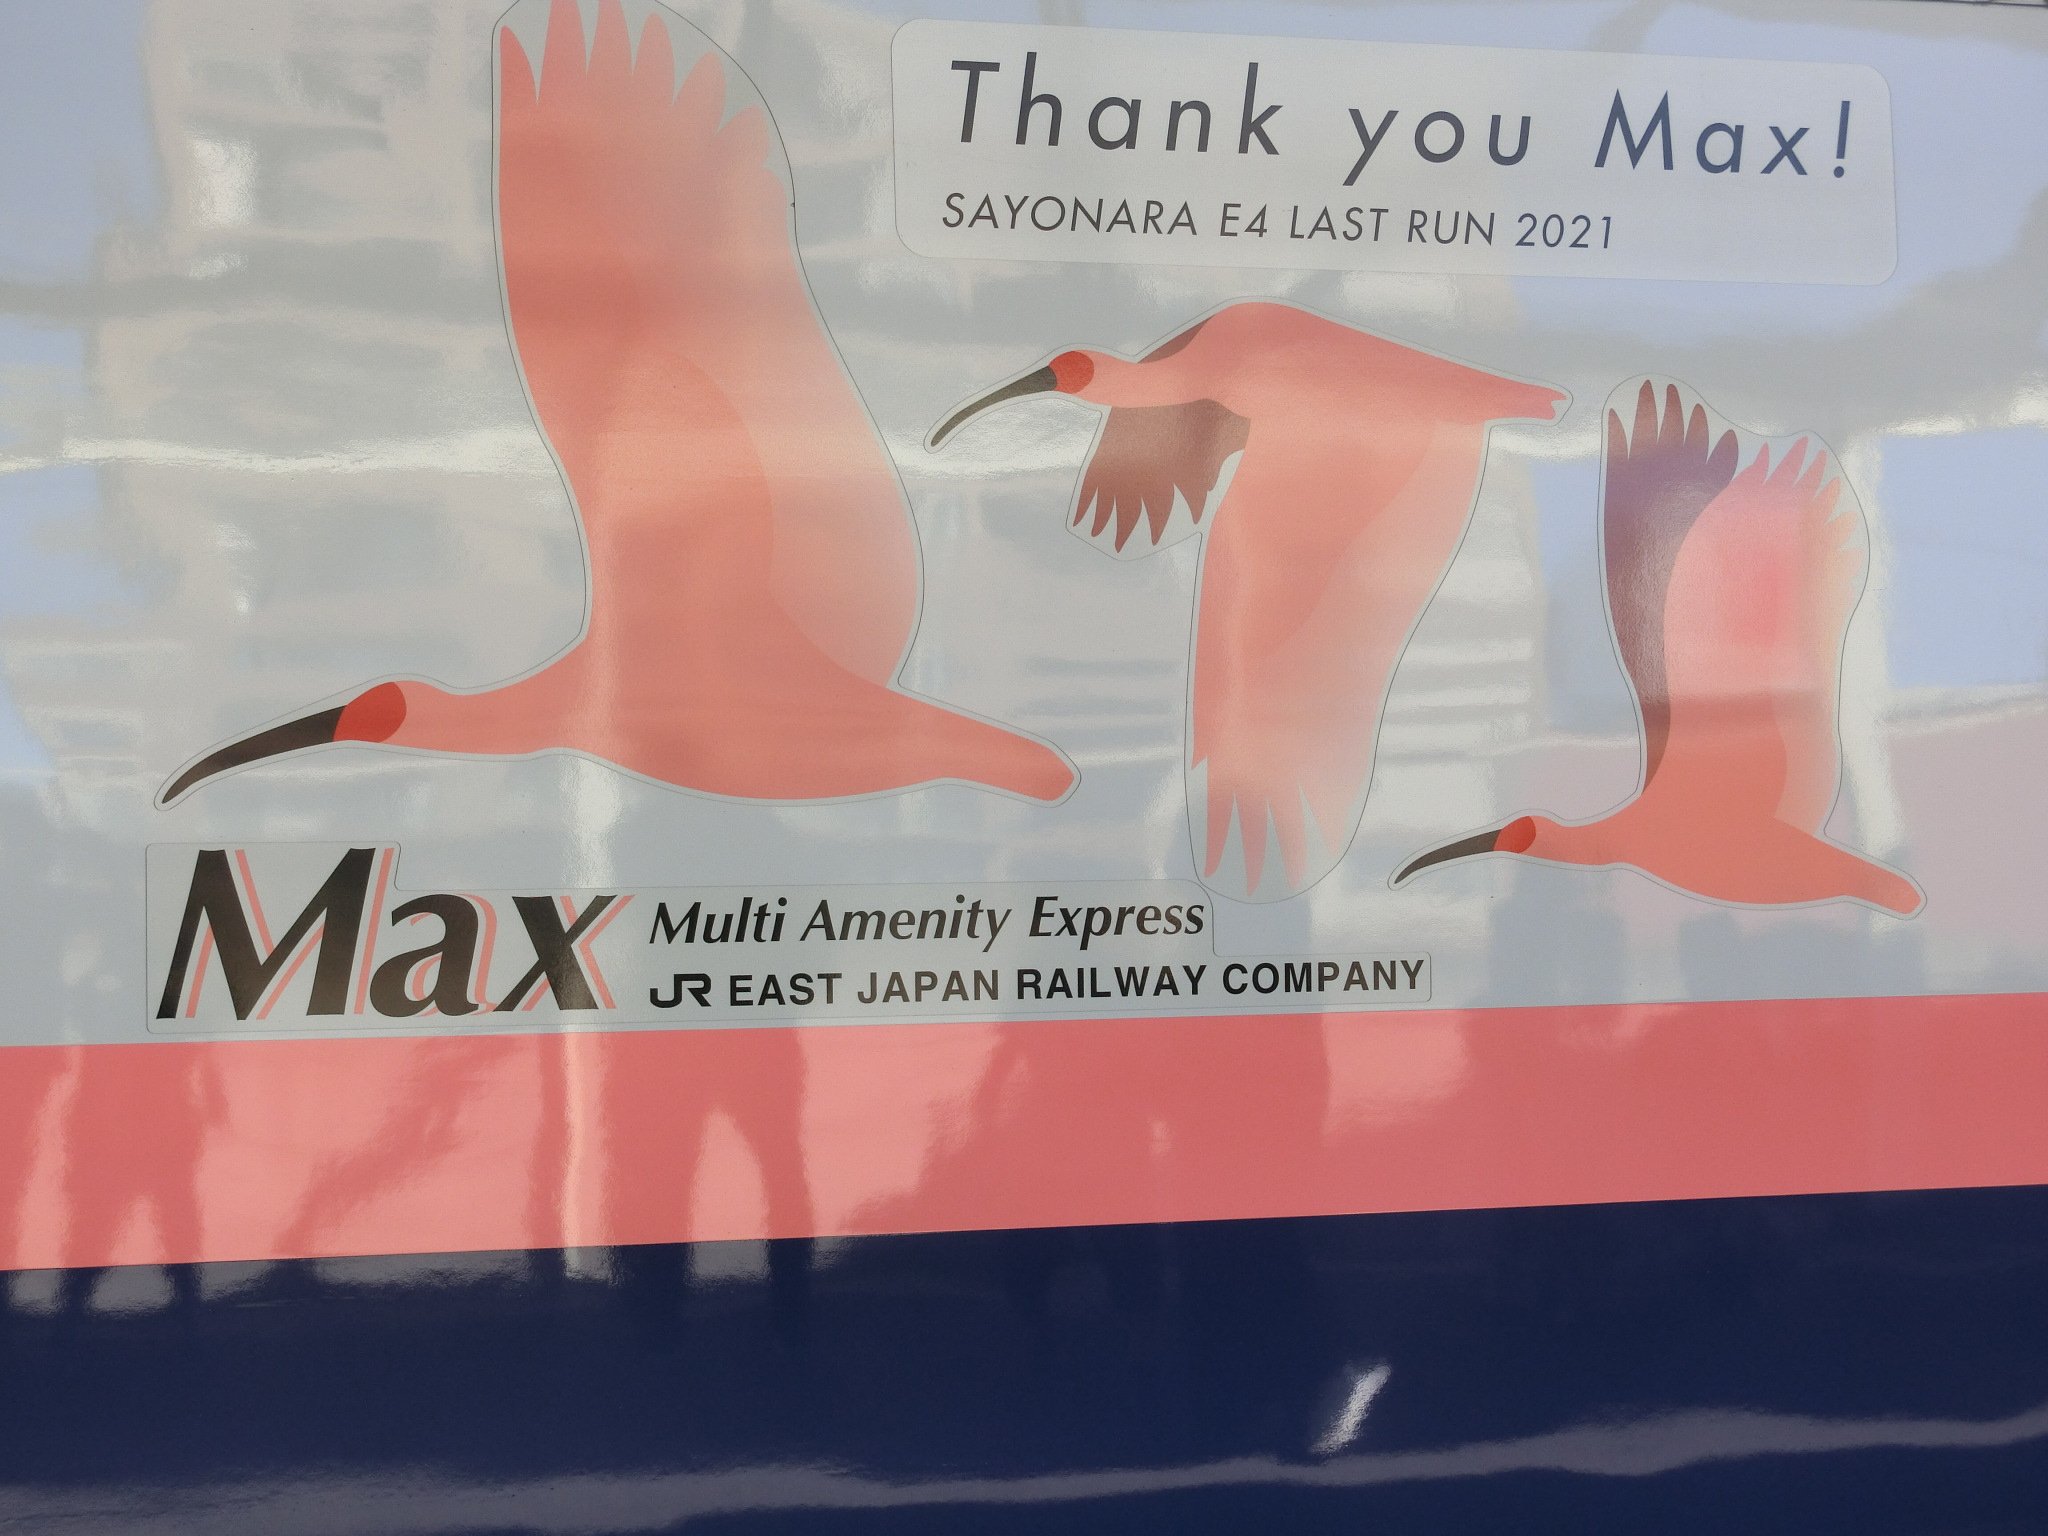 Thank you Max!
SAYONARA E4 LAST RUN 2021
Max
Multi Amenity Express
JR EAST JAPAN RAILWAY COMPANY